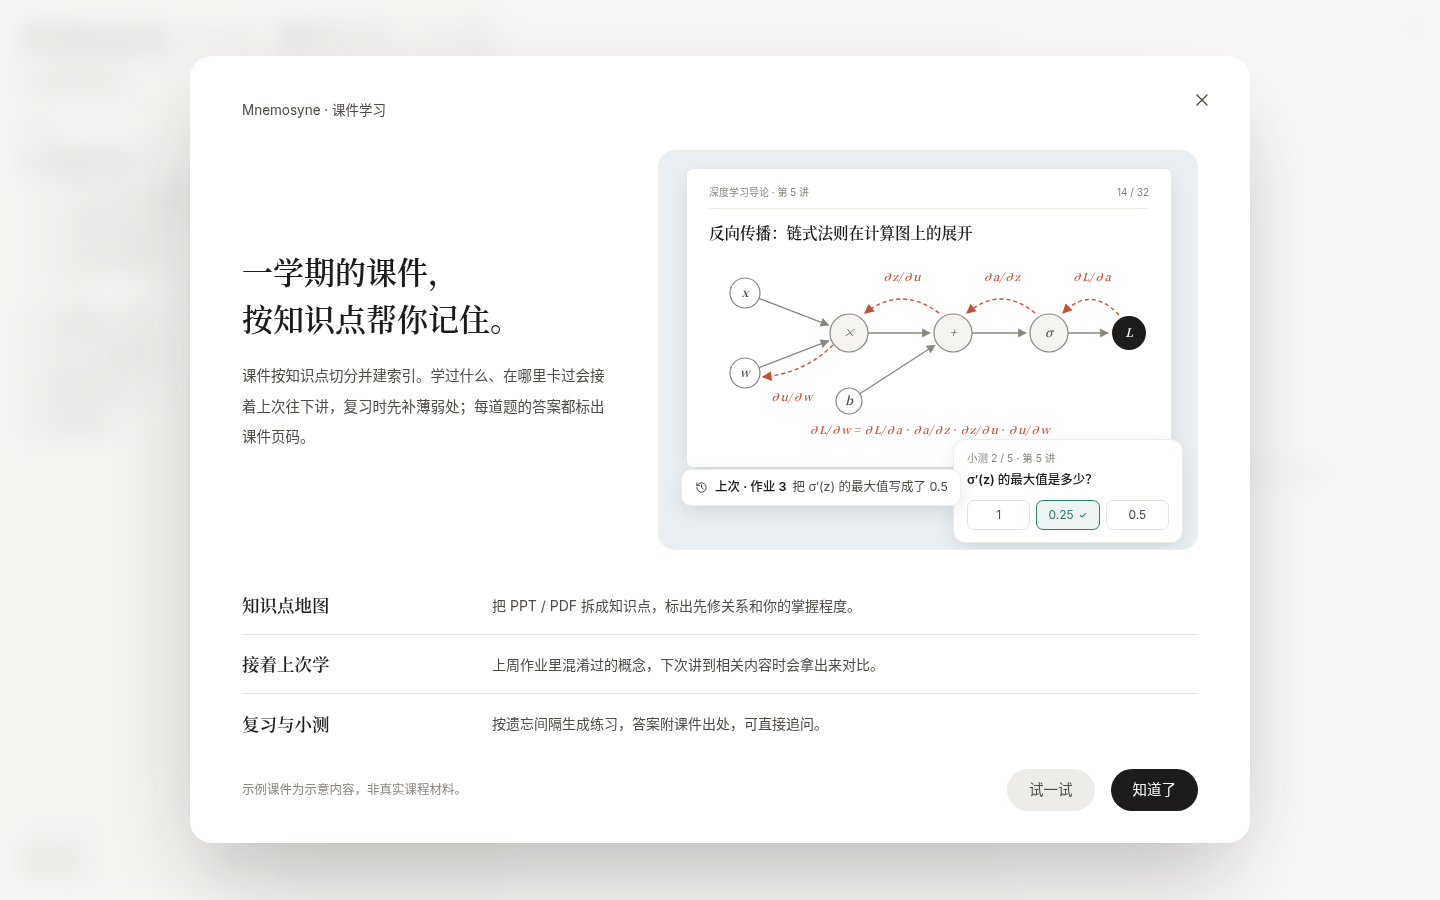 Mnemosyne · 课件学习
一学期的课件，
按知识点帮你记住。
课件按知识点切分并建索引。学过什么、在哪里卡过会接
着上次往下讲，复习时先补薄弱处；每道题的答案都标出
课件页码。
深度学习导论 · 第 5 讲
14 / 32
反向传播：链式法则在计算图上的展开
∂z/∂u
∂a/∂z
∂L/∂a
x
×
+
σ
L
w
∂u/∂w
b
∂L/∂w = ∂L/∂a · ∂a/∂z · ∂z/∂u · ∂u/∂w
小测 2 / 5 · 第 5 讲
σ′(z) 的最大值是多少？
1
0.25 ✓
0.5
上次 · 作业 3 把 σ′(z) 的最大值写成了 0.5
知识点地图
把 PPT / PDF 拆成知识点，标出先修关系和你的掌握程度。
接着上次学
上周作业里混淆过的概念，下次讲到相关内容时会拿出来对比。
复习与小测
按遗忘间隔生成练习，答案附课件出处，可直接追问。
示例课件为示意内容，非真实课程材料。
试一试
知道了